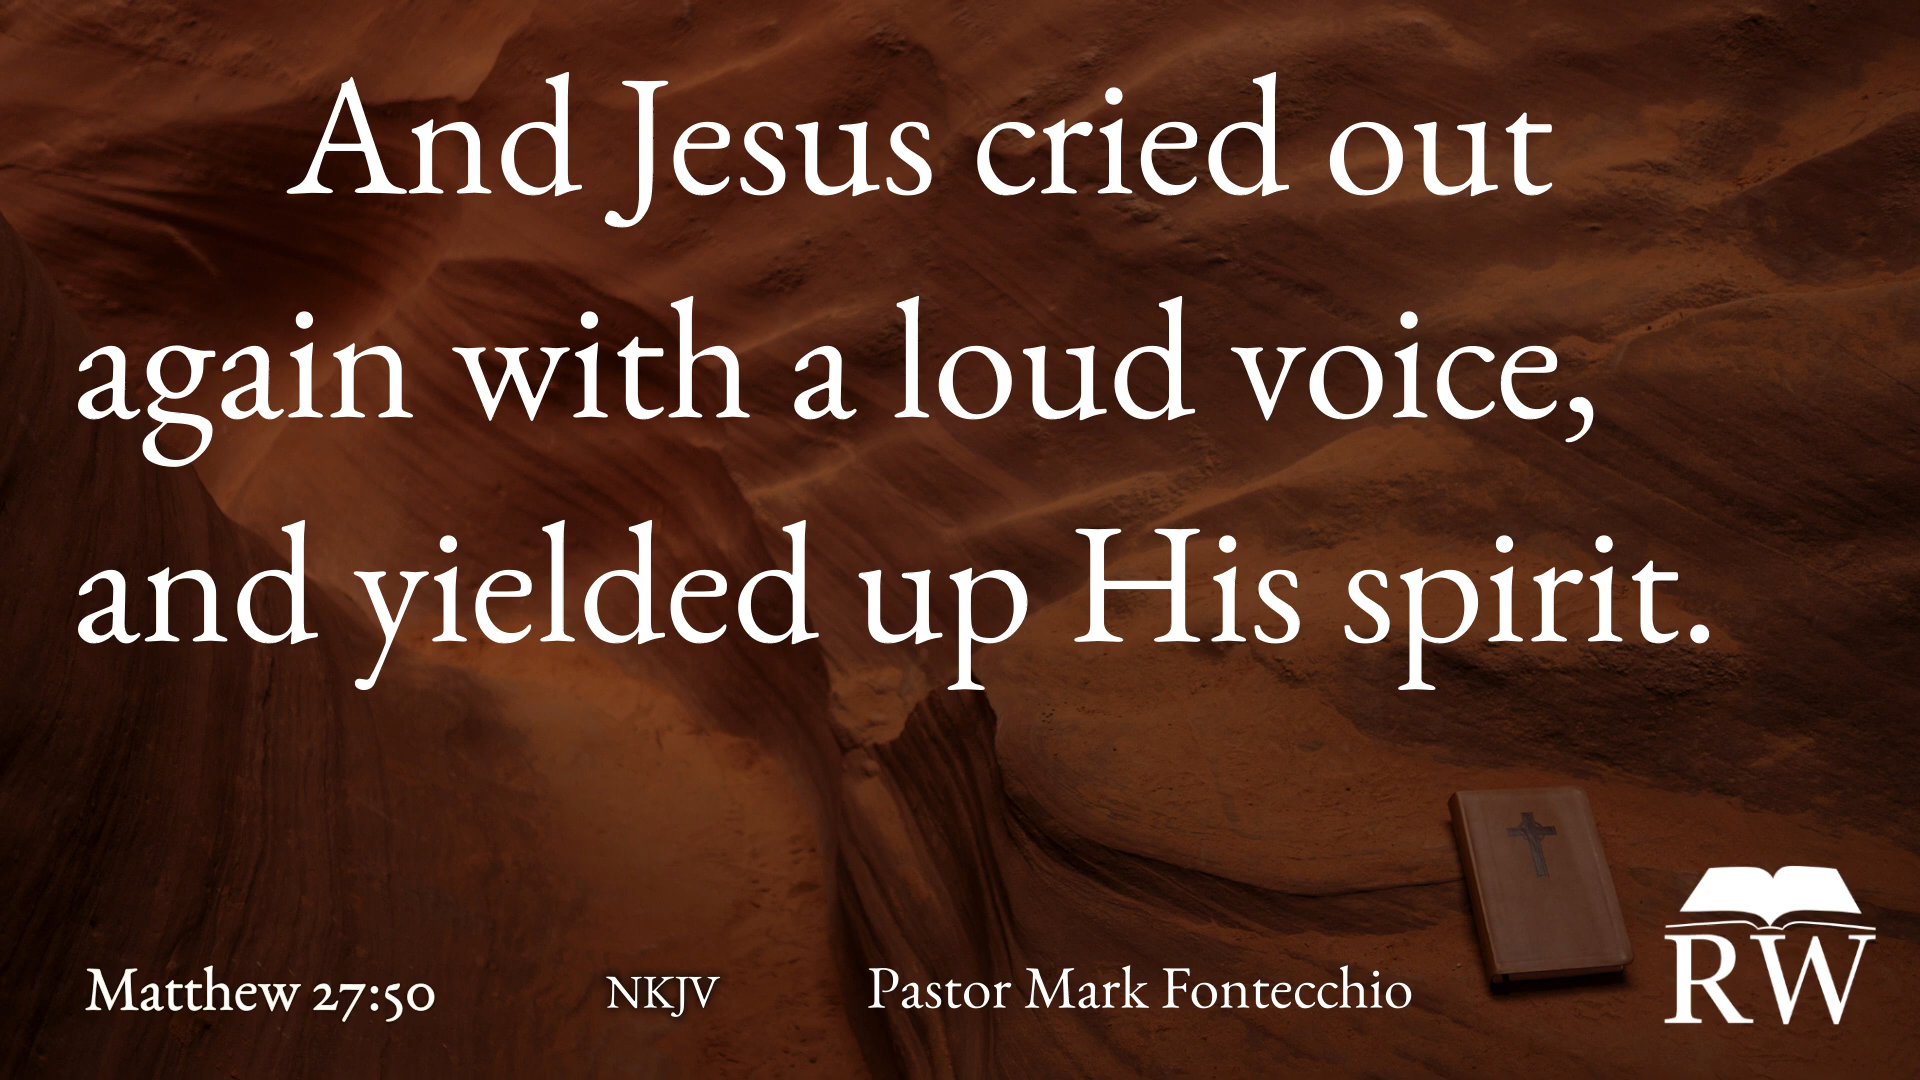 And Jesus cried out
again with a loud voice,
and yielded up His spirit.
Matthew 27:50 NKJV Pastor Mark Fontecchio
RW